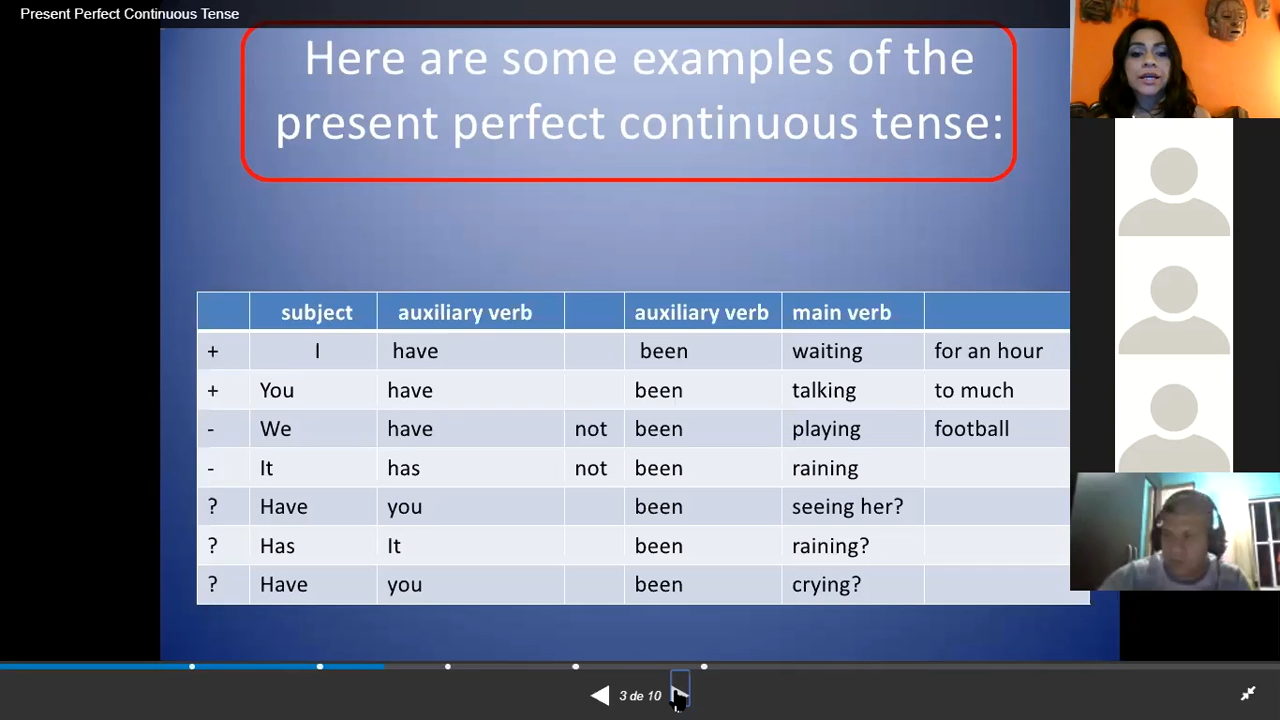 Present Perfect Continuous Tense
Here are some examples of the
present perfect continuous tense:
subject auxiliary verb auxiliary verb main verb
+ I have been waiting for an hour
+ You have been talking to much
- We have not been playing football
- It has not been raining
? Have you been seeing her?
? Has It been raining?
? Have you been crying?
3 de 10